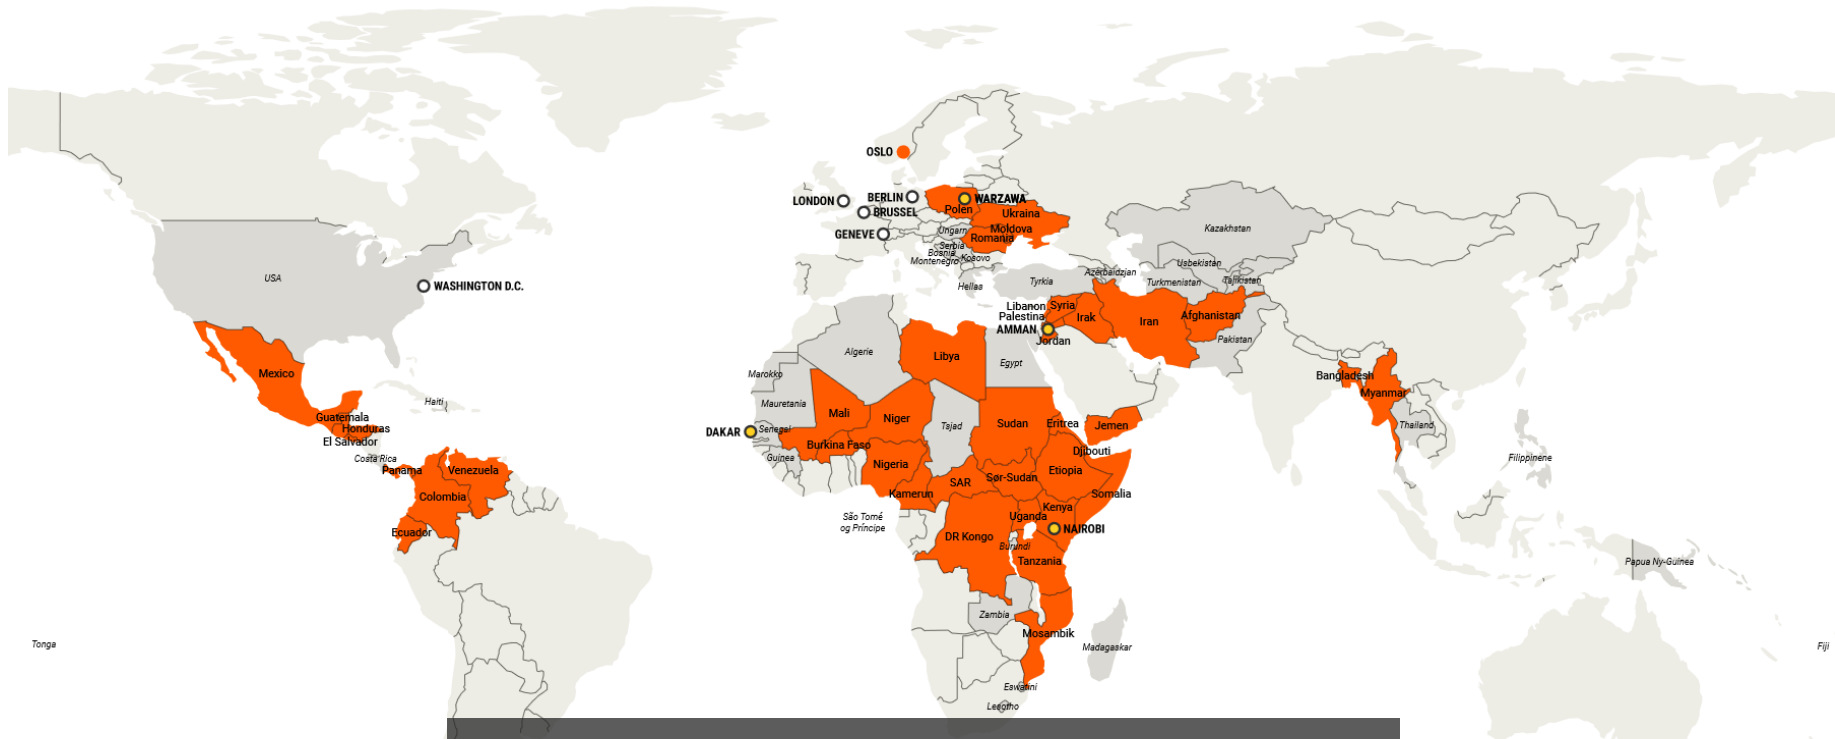 OSLO
LONDON
BERLIN
BRUSSEL
GENEVE
WARZAWA
Polen
Ukraina
Moldova
Romania
Ungarn
Serbia
Bosnia
Montenegro
Kosovo
Hellas
Tyrkia
Azerbaidzjan
Kazakhstan
Usbekistan
Turkmenistan
Tajikistan
USA
WASHINGTON D.C.
Libanon
Syria
Palestina
Irak
AMMAN
Jordan
Iran
Afghanistan
Pakistan
Mexico
Haiti
Guatemala
Honduras
El Salvador
Costa Rica
Panama
Venezuela
Colombia
Ecuador
Algerie
Libya
Egypt
Marokko
Mauretania
Mali
Niger
Tsjad
Sudan
Eritrea
Jemen
DAKAR
Senegal
Guinea
Burkina Faso
Nigeria
Kamerun
SAR
Sør-Sudan
Etiopia
Djibouti
Somalia
São Tomé
og Príncipe
DR Kongo
Uganda
Kenya
NAIROBI
Burundi
Tanzania
Zambia
Mosambik
Madagaskar
Eswatini
Lesotho
Bangladesh
Myanmar
Thailand
Filippinene
Papua Ny-Guinea
Tonga
Fiji